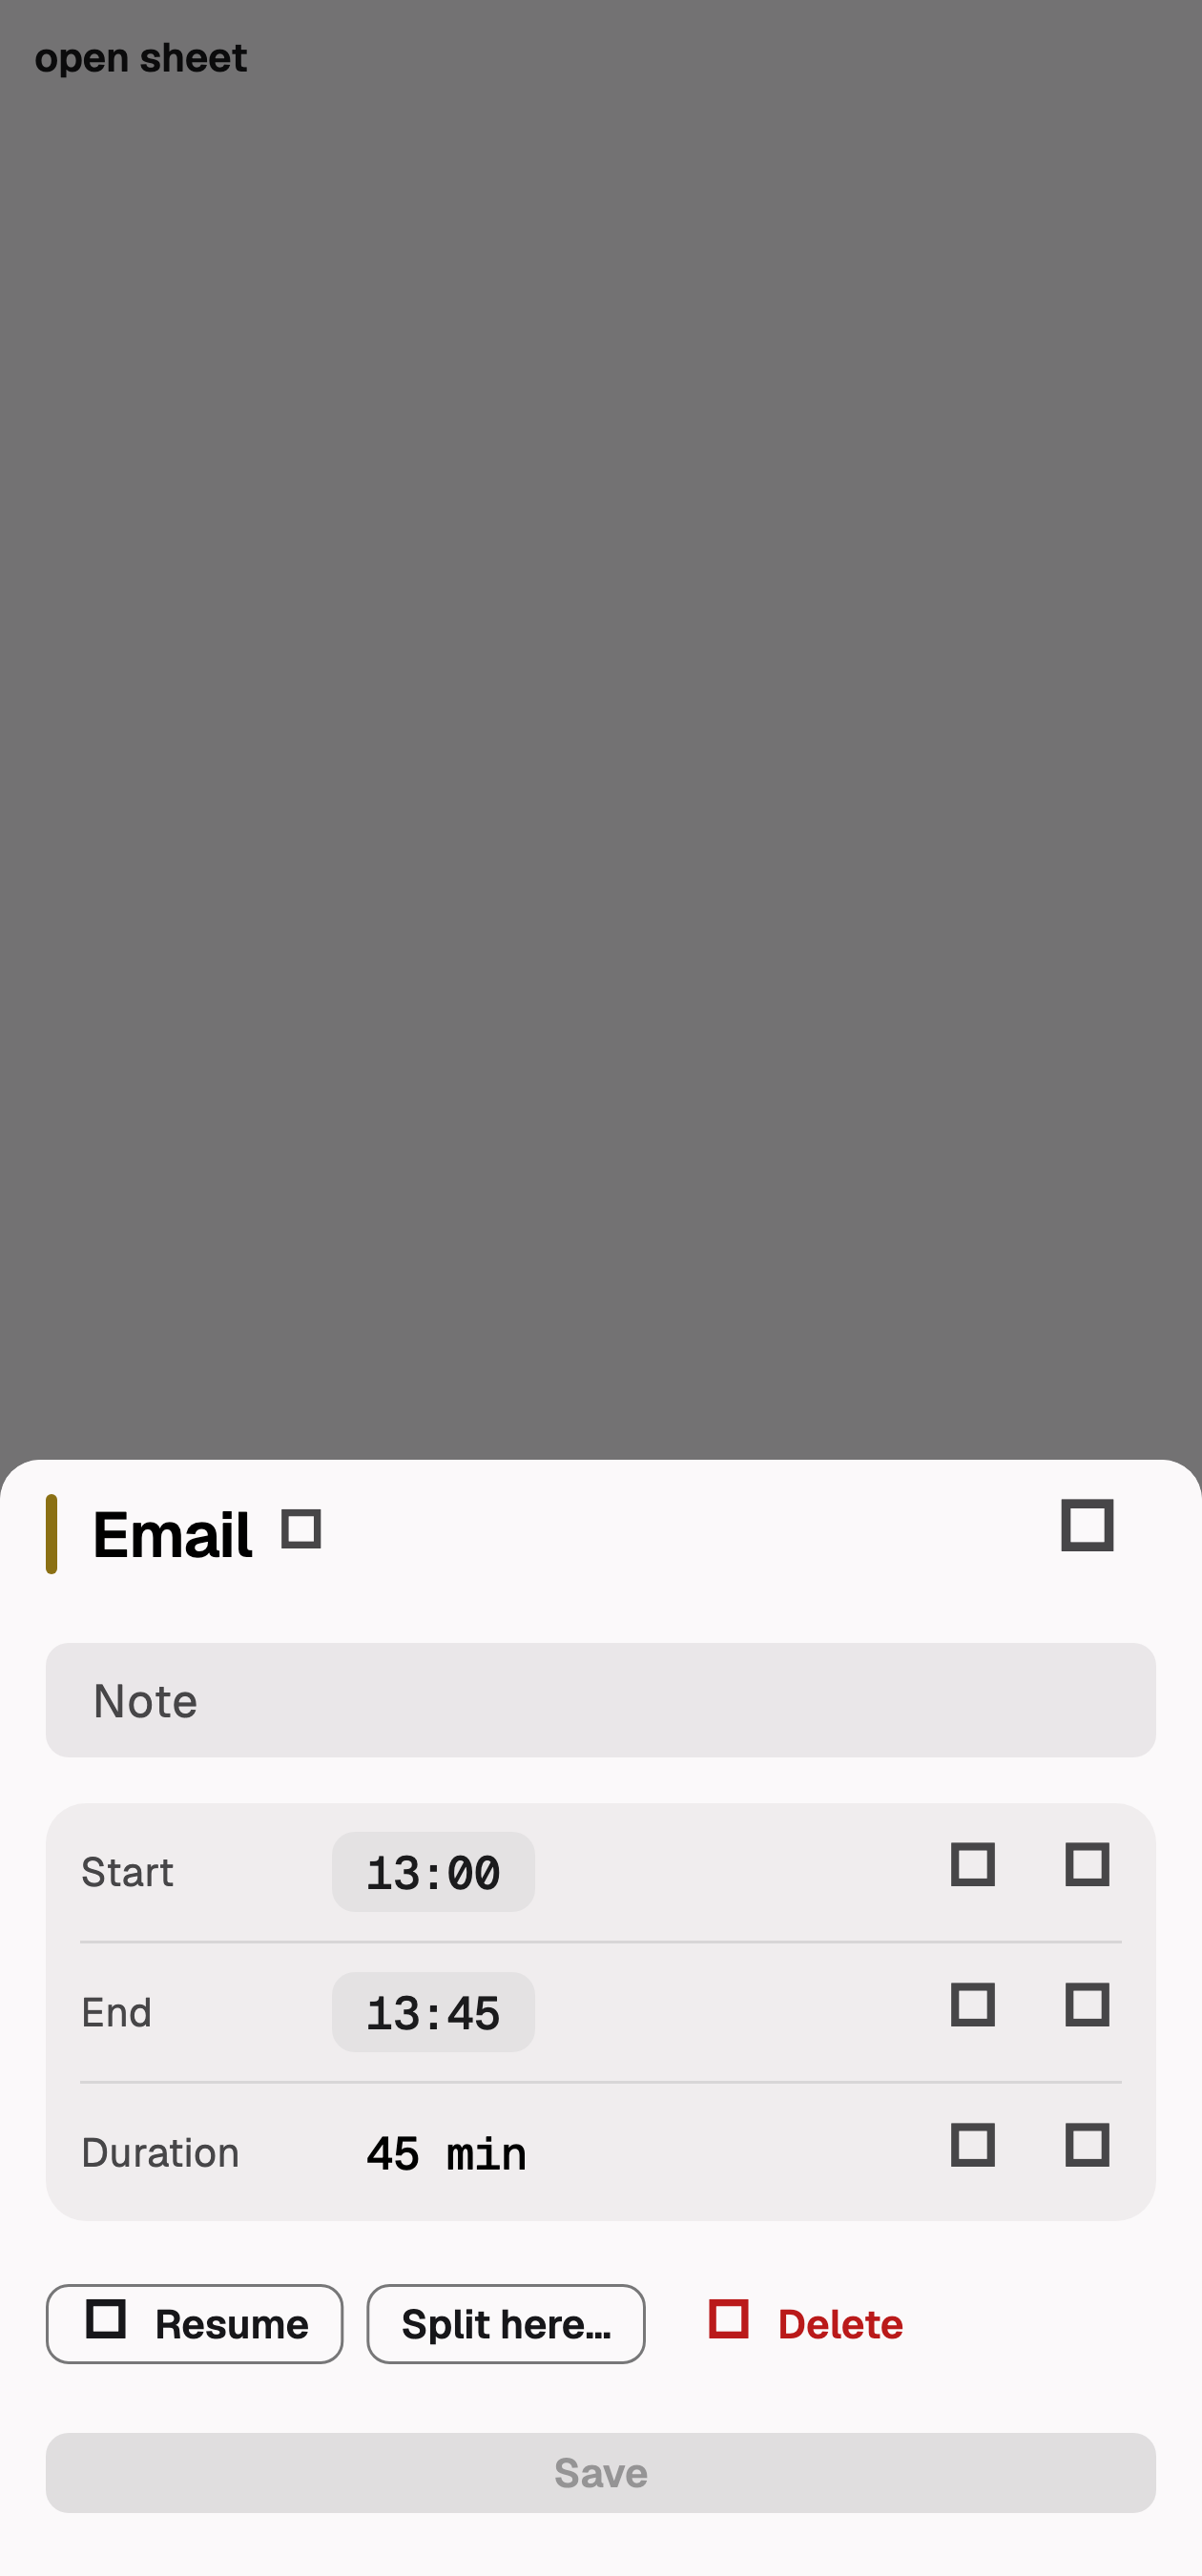 open sheet
Email
Note
Start 13:00
End 13:45
Duration 45 min
Resume Split here... Delete
Save